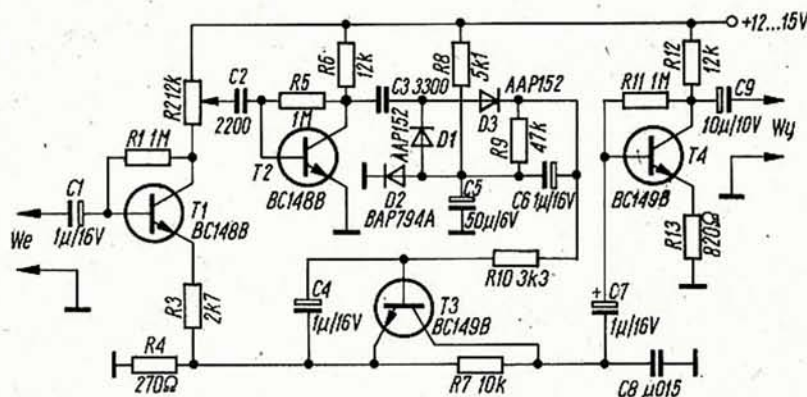 +12...15V
R2 12k
C2
2200
R5
1M
R6
12k
C3 3300
R8
5k1
AAP152
D3
AAP152
D1
R9
47k
R11 1M
R12
12k
C9
10µ/10V
Wy
R1 1M
C1
1µ/16V
We
T1
BC148B
T2
BC148B
D2
BAP794A
C5
50µ/6V
C6 1µ/16V
T4
BC149B
R13
820Ω
R3
2k7
R10 3k3
C4
1µ/16V
T3
BC149B
+
C7
1µ/16V
R4
270Ω
R7 10k
C8 µ015